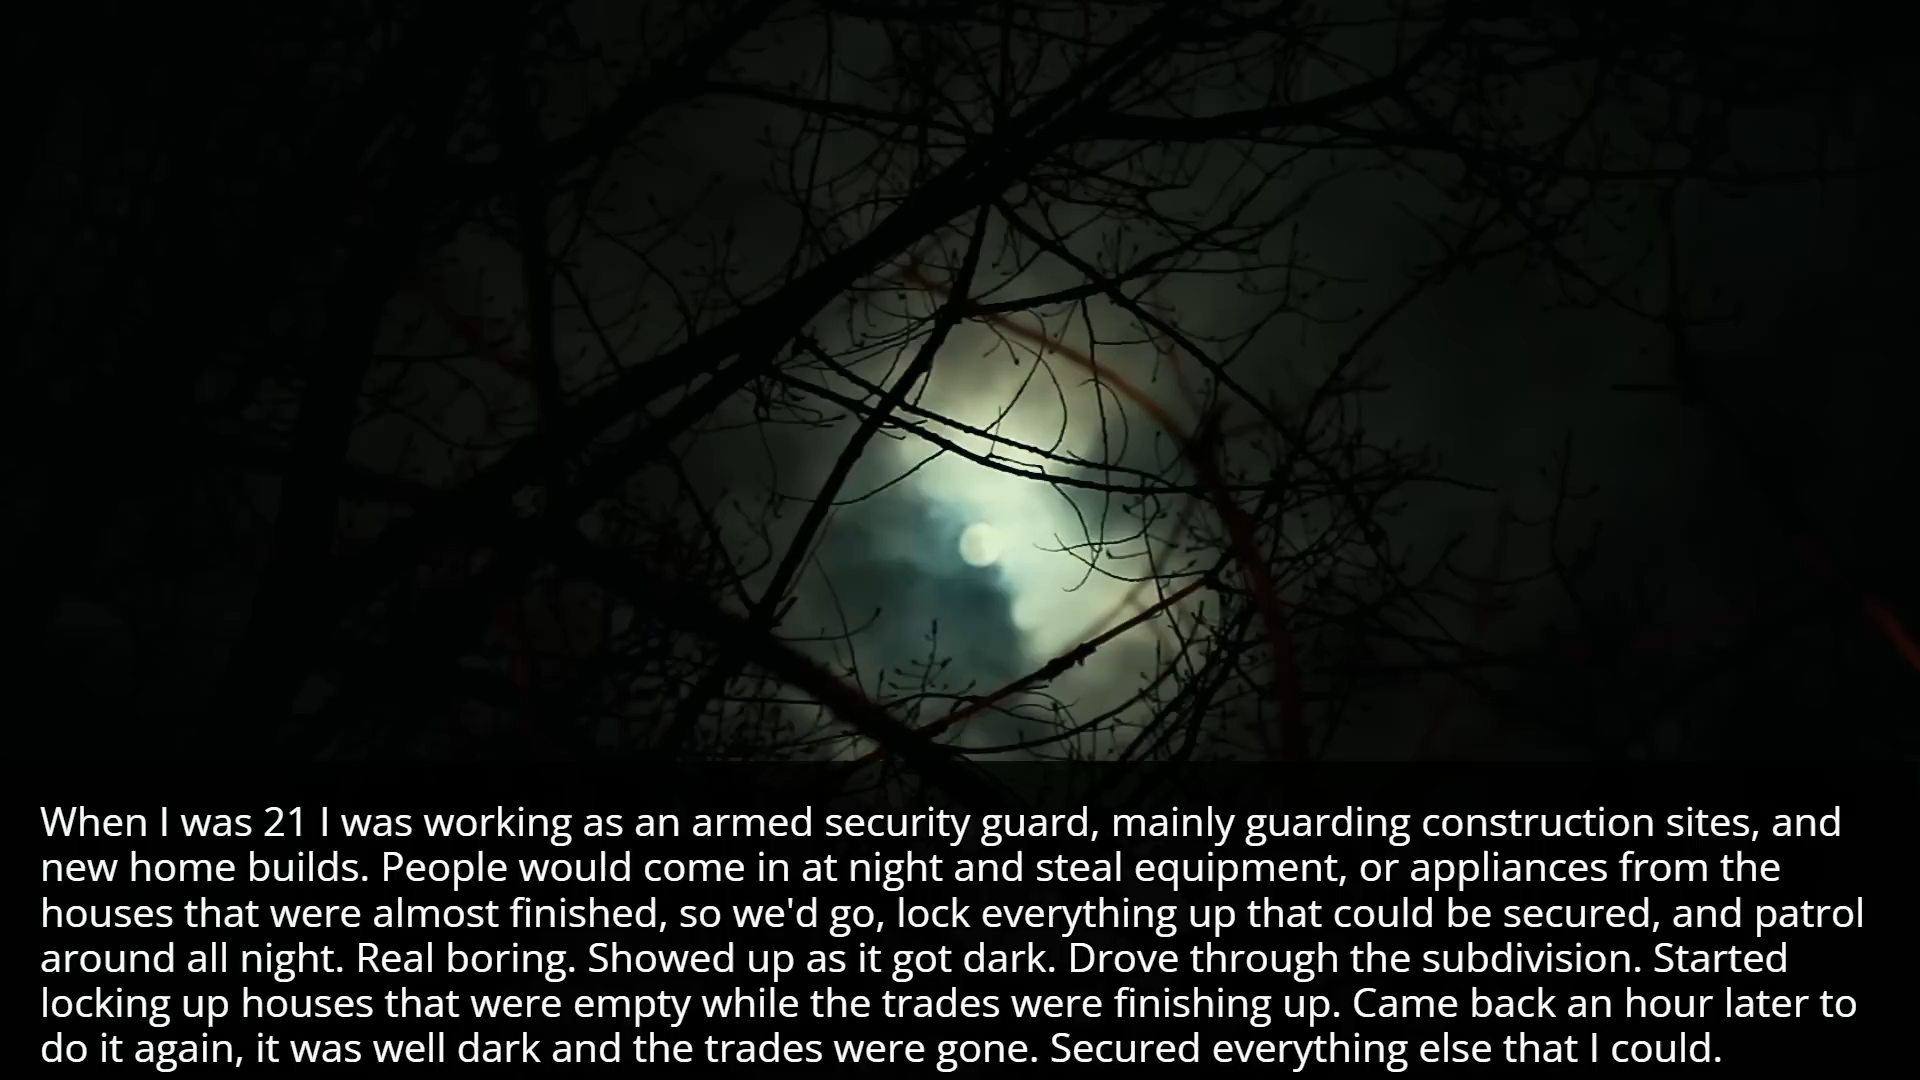 When I was 21 I was working as an armed security guard, mainly guarding construction sites, and
new home builds. People would come in at night and steal equipment, or appliances from the
houses that were almost finished, so we'd go, lock everything up that could be secured, and patrol
around all night. Real boring. Showed up as it got dark. Drove through the subdivision. Started
locking up houses that were empty while the trades were finishing up. Came back an hour later to
do it again, it was well dark and the trades were gone. Secured everything else that I could.